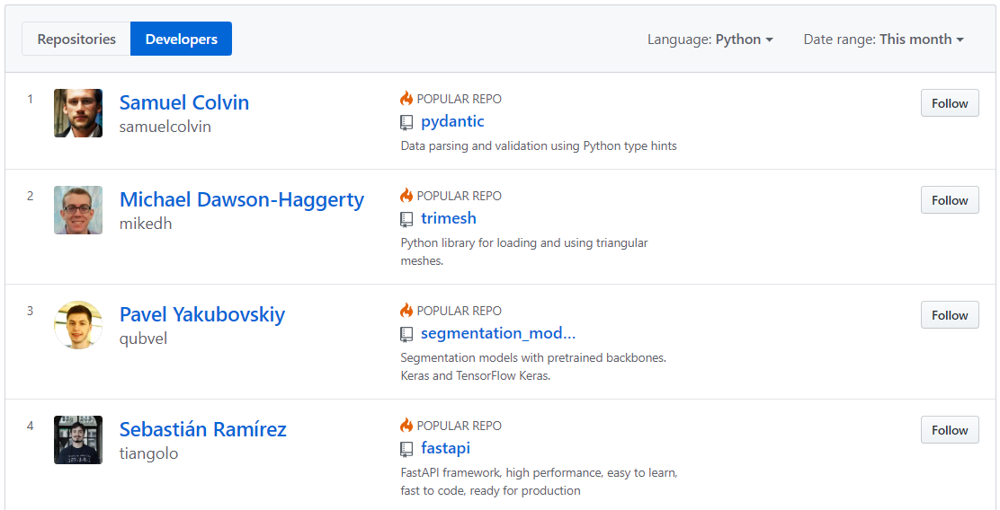 Repositories Developers Language: Python Date range: This month
1 Samuel Colvin POPULAR REPO Follow
samuelcolvin pydantic
Data parsing and validation using Python type hints
2 Michael Dawson-Haggerty POPULAR REPO Follow
mikedh trimesh
Python library for loading and using triangular
meshes.
3 Pavel Yakubovskiy POPULAR REPO Follow
qubvel segmentation_mod...
Segmentation models with pretrained backbones.
Keras and TensorFlow Keras.
4 Sebastián Ramírez POPULAR REPO Follow
tiangolo fastapi
FastAPI framework, high performance, easy to learn,
fast to code, ready for production